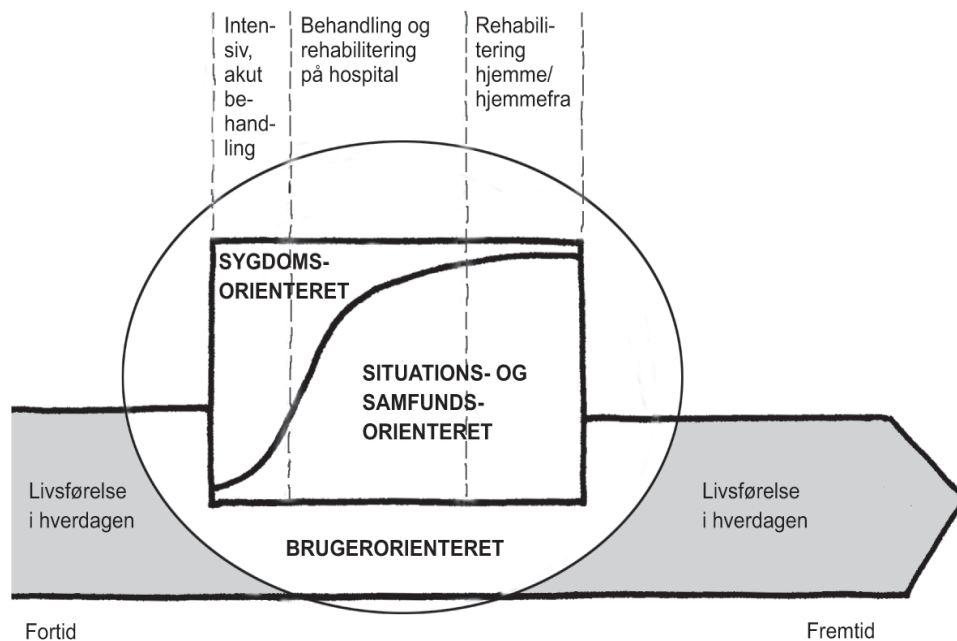 Inten-
siv,
akut
be-
hand-
ling
Behandling og
rehabilitering
på hospital
Rehabili-
tering
hjemme/
hjemmefra
SYGDOMS-
ORIENTERET
SITUATIONS- OG
SAMFUNDS-
ORIENTERET
Livsførelse
i hverdagen
Livsførelse
i hverdagen
BRUGERORIENTERET
Fortid
Fremtid